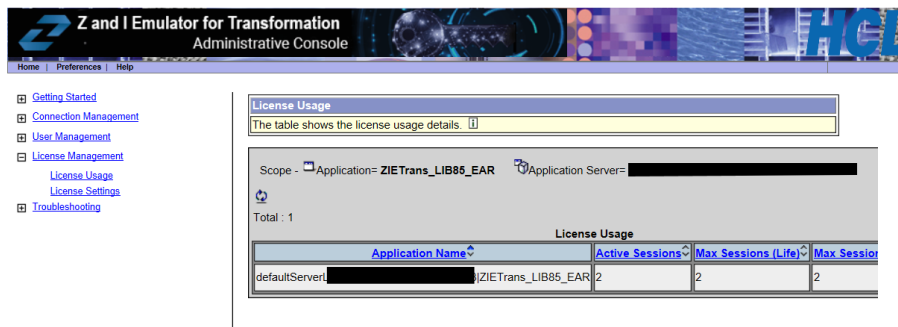 Z and I Emulator for Transformation
Administrative Console
HCL
Home | Preferences | Help
Getting Started
Connection Management
User Management
License Management
License Usage
License Settings
Troubleshooting
License Usage
The table shows the license usage details.
Scope - Application= ZIETrans_LIB85_EAR Application Server=
Total : 1
License Usage
Application Name Active Sessions Max Sessions (Life) Max Session
defaultServer |ZIETrans_LIB85_EAR 2 2 2